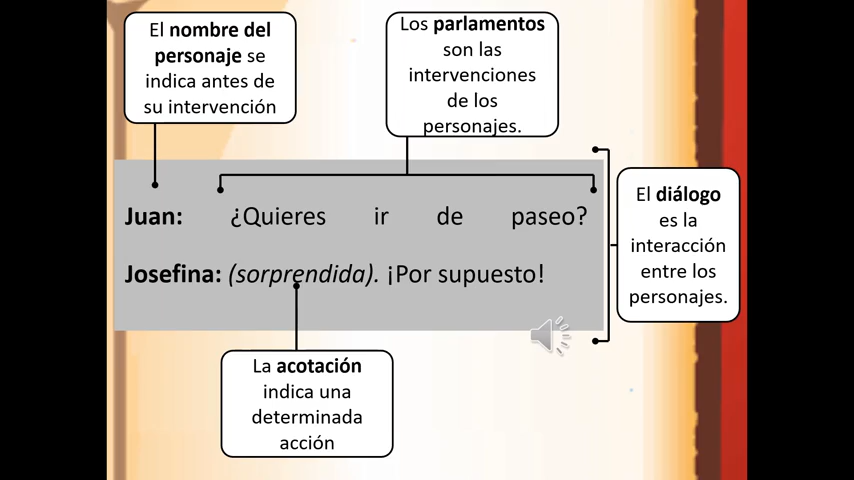 El nombre del
personaje se
indica antes de
su intervención
Los parlamentos
son las
intervenciones
de los
personajes.
Juan: ¿Quieres ir de paseo?
Josefina: (sorprendida). ¡Por supuesto!
El diálogo
es la
interacción
entre los
personajes.
La acotación
indica una
determinada
acción